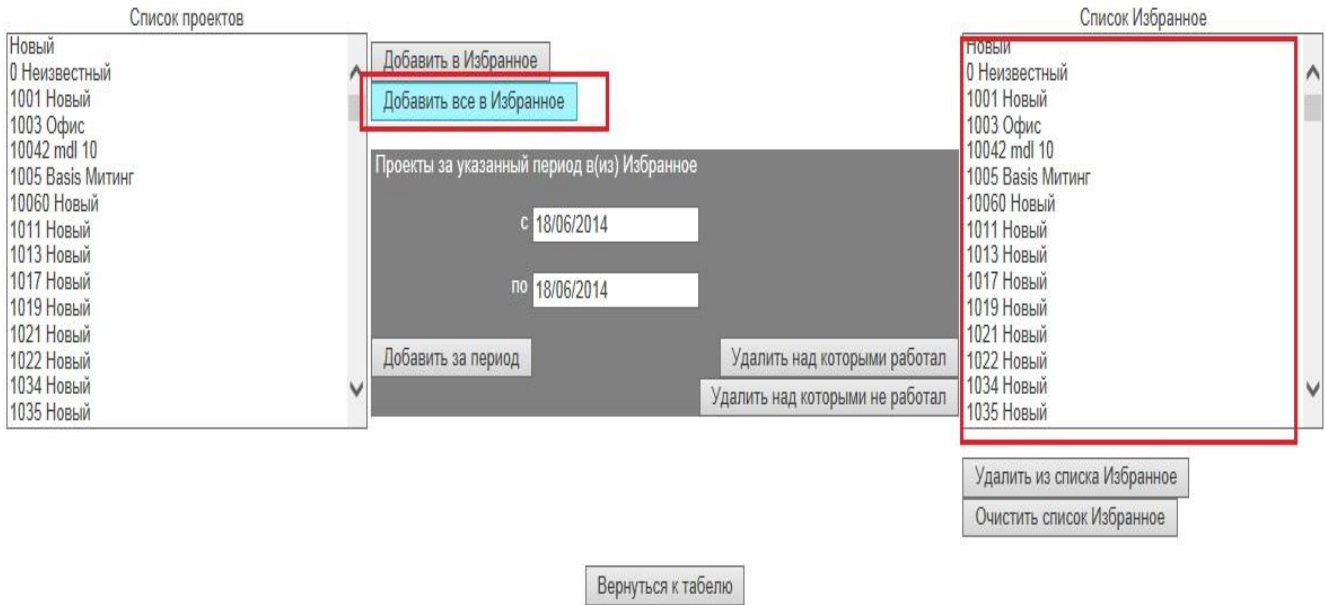 Список проектов
Новый
0 Неизвестный
1001 Новый
1003 Офис
10042 mdl 10
1005 Basis Митинг
10060 Новый
1011 Новый
1013 Новый
1017 Новый
1019 Новый
1021 Новый
1022 Новый
1034 Новый
1035 Новый
Добавить в Избранное
Добавить все в Избранное
Проекты за указанный период в(из) Избранное
с 18/06/2014
по 18/06/2014
Добавить за период
Удалить над которыми работал
Удалить над которыми не работал
Список Избранное
Новый
0 Неизвестный
1001 Новый
1003 Офис
10042 mdl 10
1005 Basis Митинг
10060 Новый
1011 Новый
1013 Новый
1017 Новый
1019 Новый
1021 Новый
1022 Новый
1034 Новый
1035 Новый
Удалить из списка Избранное
Очистить список Избранное
Вернуться к табелю